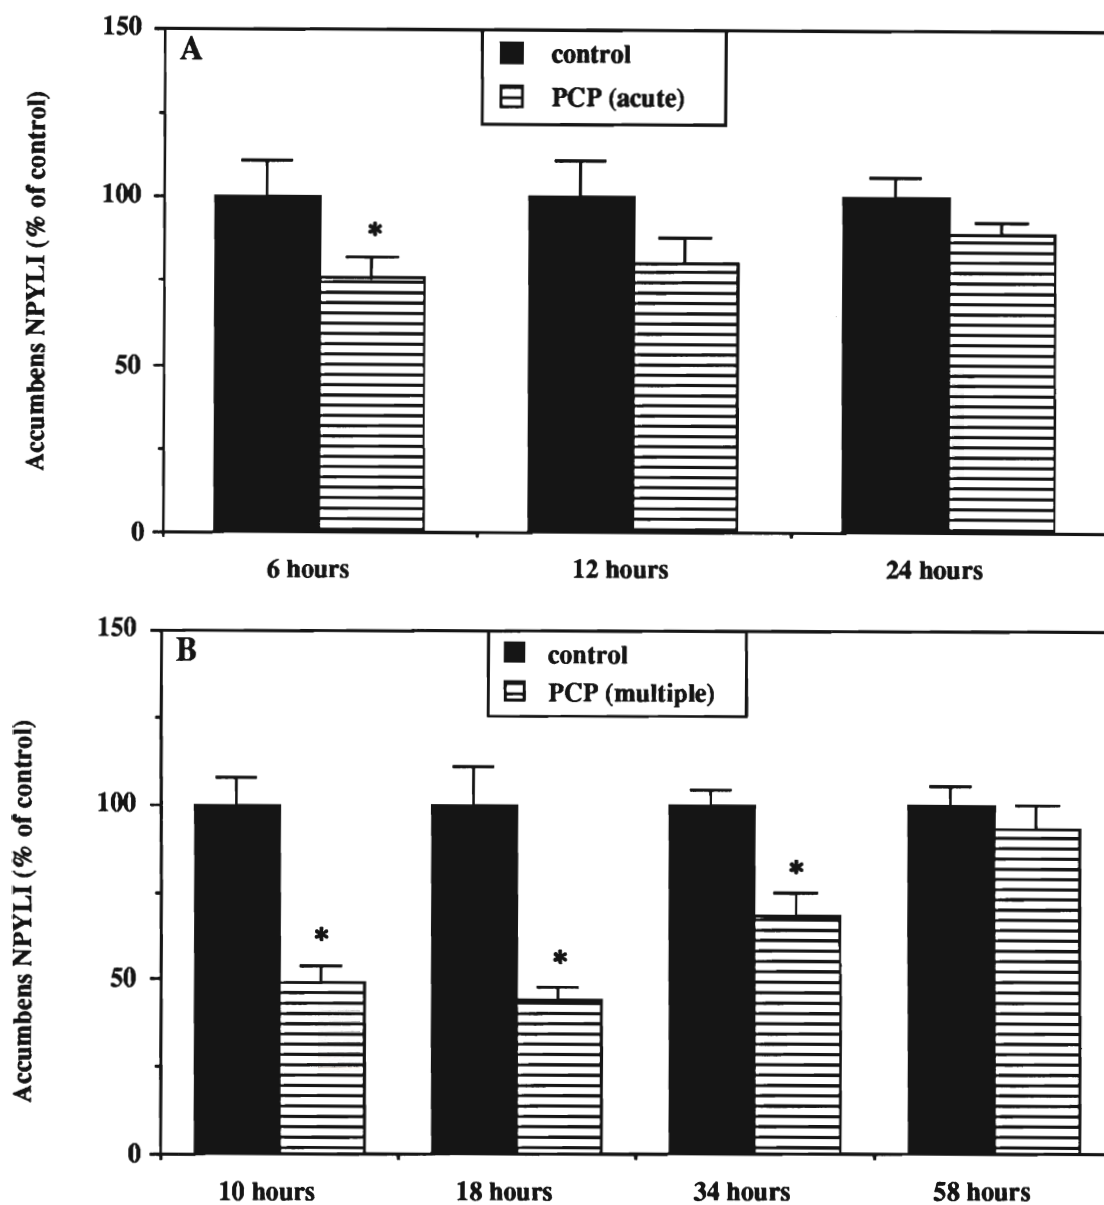 150
A
control
PCP (acute)
Accumbens NPYLI (% of control)
100
*
50
0
6 hours
12 hours
24 hours
150
B
control
PCP (multiple)
Accumbens NPYLI (% of control)
100
*
*
*
50
0
10 hours
18 hours
34 hours
58 hours